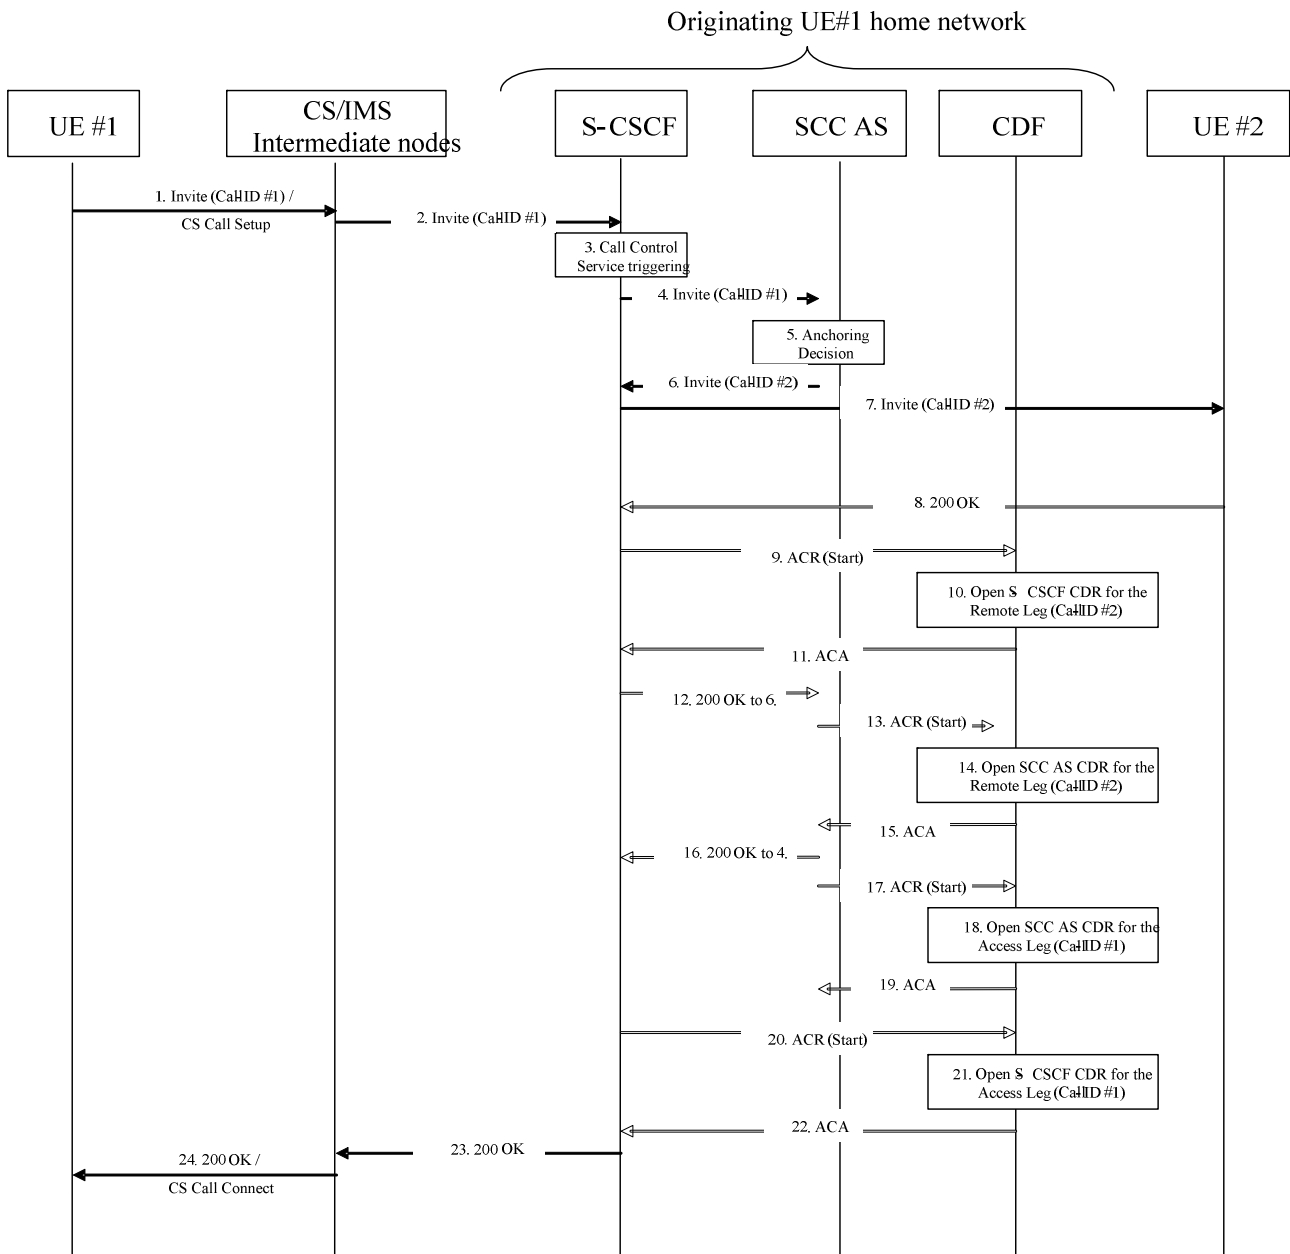 Originating UE#1 home network
UE #1
CS/IMS
Intermediate nodes
S-CSCF
SCC AS
CDF
UE #2
1. Invite (Call-ID #1) /
CS Call Setup
2. Invite (Call-ID #1)
3. Call Control
Service triggering
4. Invite (Call-ID #1)
5. Anchoring
Decision
6. Invite (Call-ID #2)
7. Invite (Call-ID #2)
8. 200 OK
9. ACR (Start)
10. Open S-CSCF CDR for the
Remote Leg (Call-ID #2)
11. ACA
12. 200 OK to 6.
13. ACR (Start)
14. Open SCC AS CDR for the
Remote Leg (Call-ID #2)
15. ACA
16. 200 OK to 4.
17. ACR (Start)
18. Open SCC AS CDR for the
Access Leg (Call-ID #1)
19. ACA
20. ACR (Start)
21. Open S-CSCF CDR for the
Access Leg (Call-ID #1)
22. ACA
23. 200 OK
24. 200 OK /
CS Call Connect